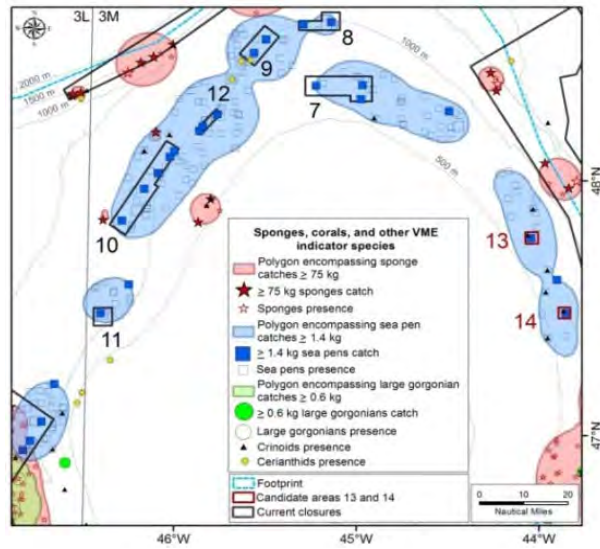 3L 3M
2000 m
1500 m
1000 m
1000 m
500 m
8
9
7
12
10
11
13
14
48°N
47°N
Sponges, corals, and other VME
indicator species
Polygon encompassing sponge
catches ≥ 75 kg
≥ 75 kg sponges catch
Sponges presence
Polygon encompassing sea pen
catches ≥ 1.4 kg
≥ 1.4 kg sea pens catch
Sea pens presence
Polygon encompassing large gorgonian
catches ≥ 0.6 kg
≥ 0.6 kg large gorgonians catch
Large gorgonians presence
Crinoids presence
Cerianthids presence
Footprint
Candidate areas 13 and 14
Current closures
0 10 20
Nautical Miles
46°W 45°W 44°W